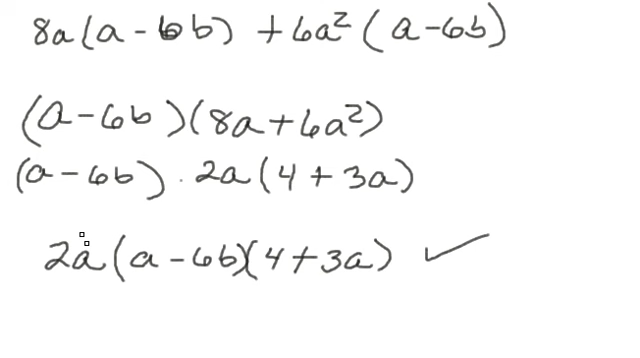 8a(a - 6b) + 6a² (a - 6b)
(a - 6b)(8a + 6a²)
(a - 6b) · 2a(4 + 3a)
2a(a - 6b)(4 + 3a) ✓